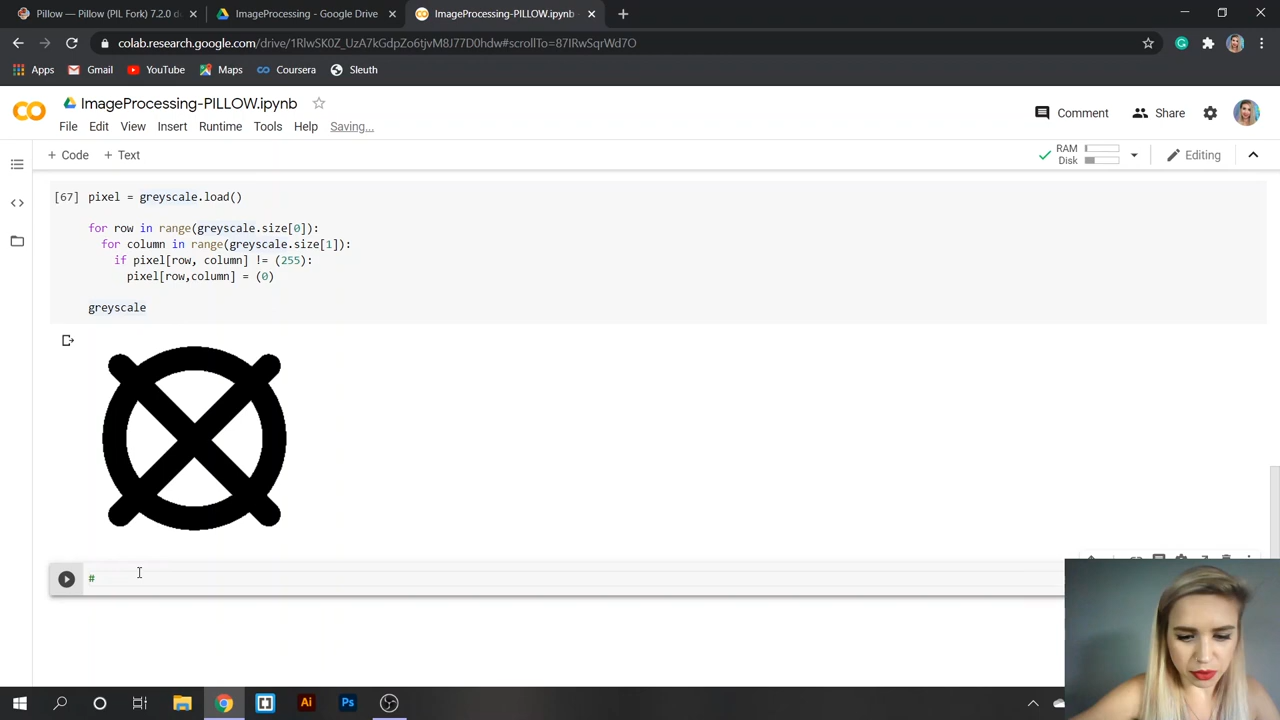 Pillow — Pillow (PIL Fork) 7.2.0 d
ImageProcessing - Google Drive
ImageProcessing-PILLOW.ipynb -
colab.research.google.com/drive/1RlwSK0Z_UzA7kGdpZo6tjvM8J77D0hdw#scrollTo=87IRwSqrWd7O
Apps
Gmail
YouTube
Maps
Coursera
Sleuth
ImageProcessing-PILLOW.ipynb
Comment
Share
File Edit View Insert Runtime Tools Help Saving...
+ Code + Text
RAM
Disk
Editing
[67] pixel = greyscale.load()
for row in range(greyscale.size[0]):
for column in range(greyscale.size[1]):
if pixel[row, column] != (255):
pixel[row,column] = (0)
greyscale
#
Ai
Ps